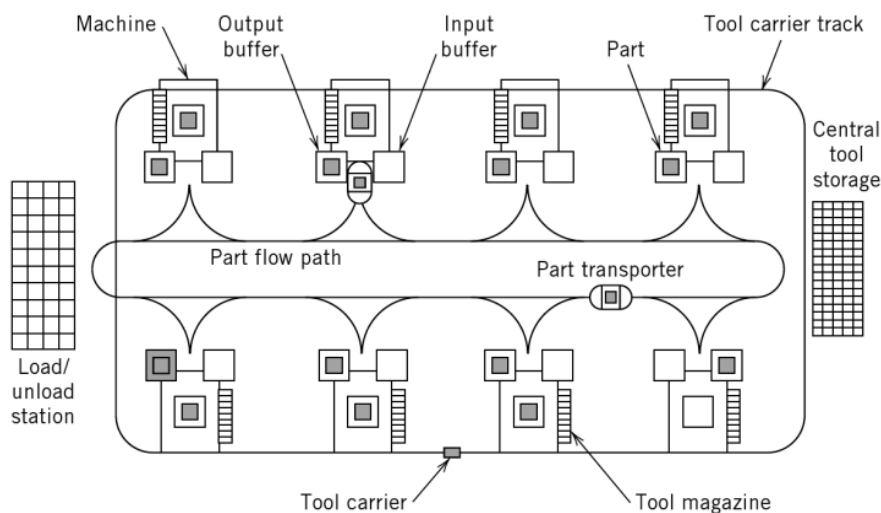 Machine
Output
buffer
Input
buffer
Part
Tool carrier track
Central
tool
storage
Part flow path
Part transporter
Load/
unload
station
Tool carrier
Tool magazine